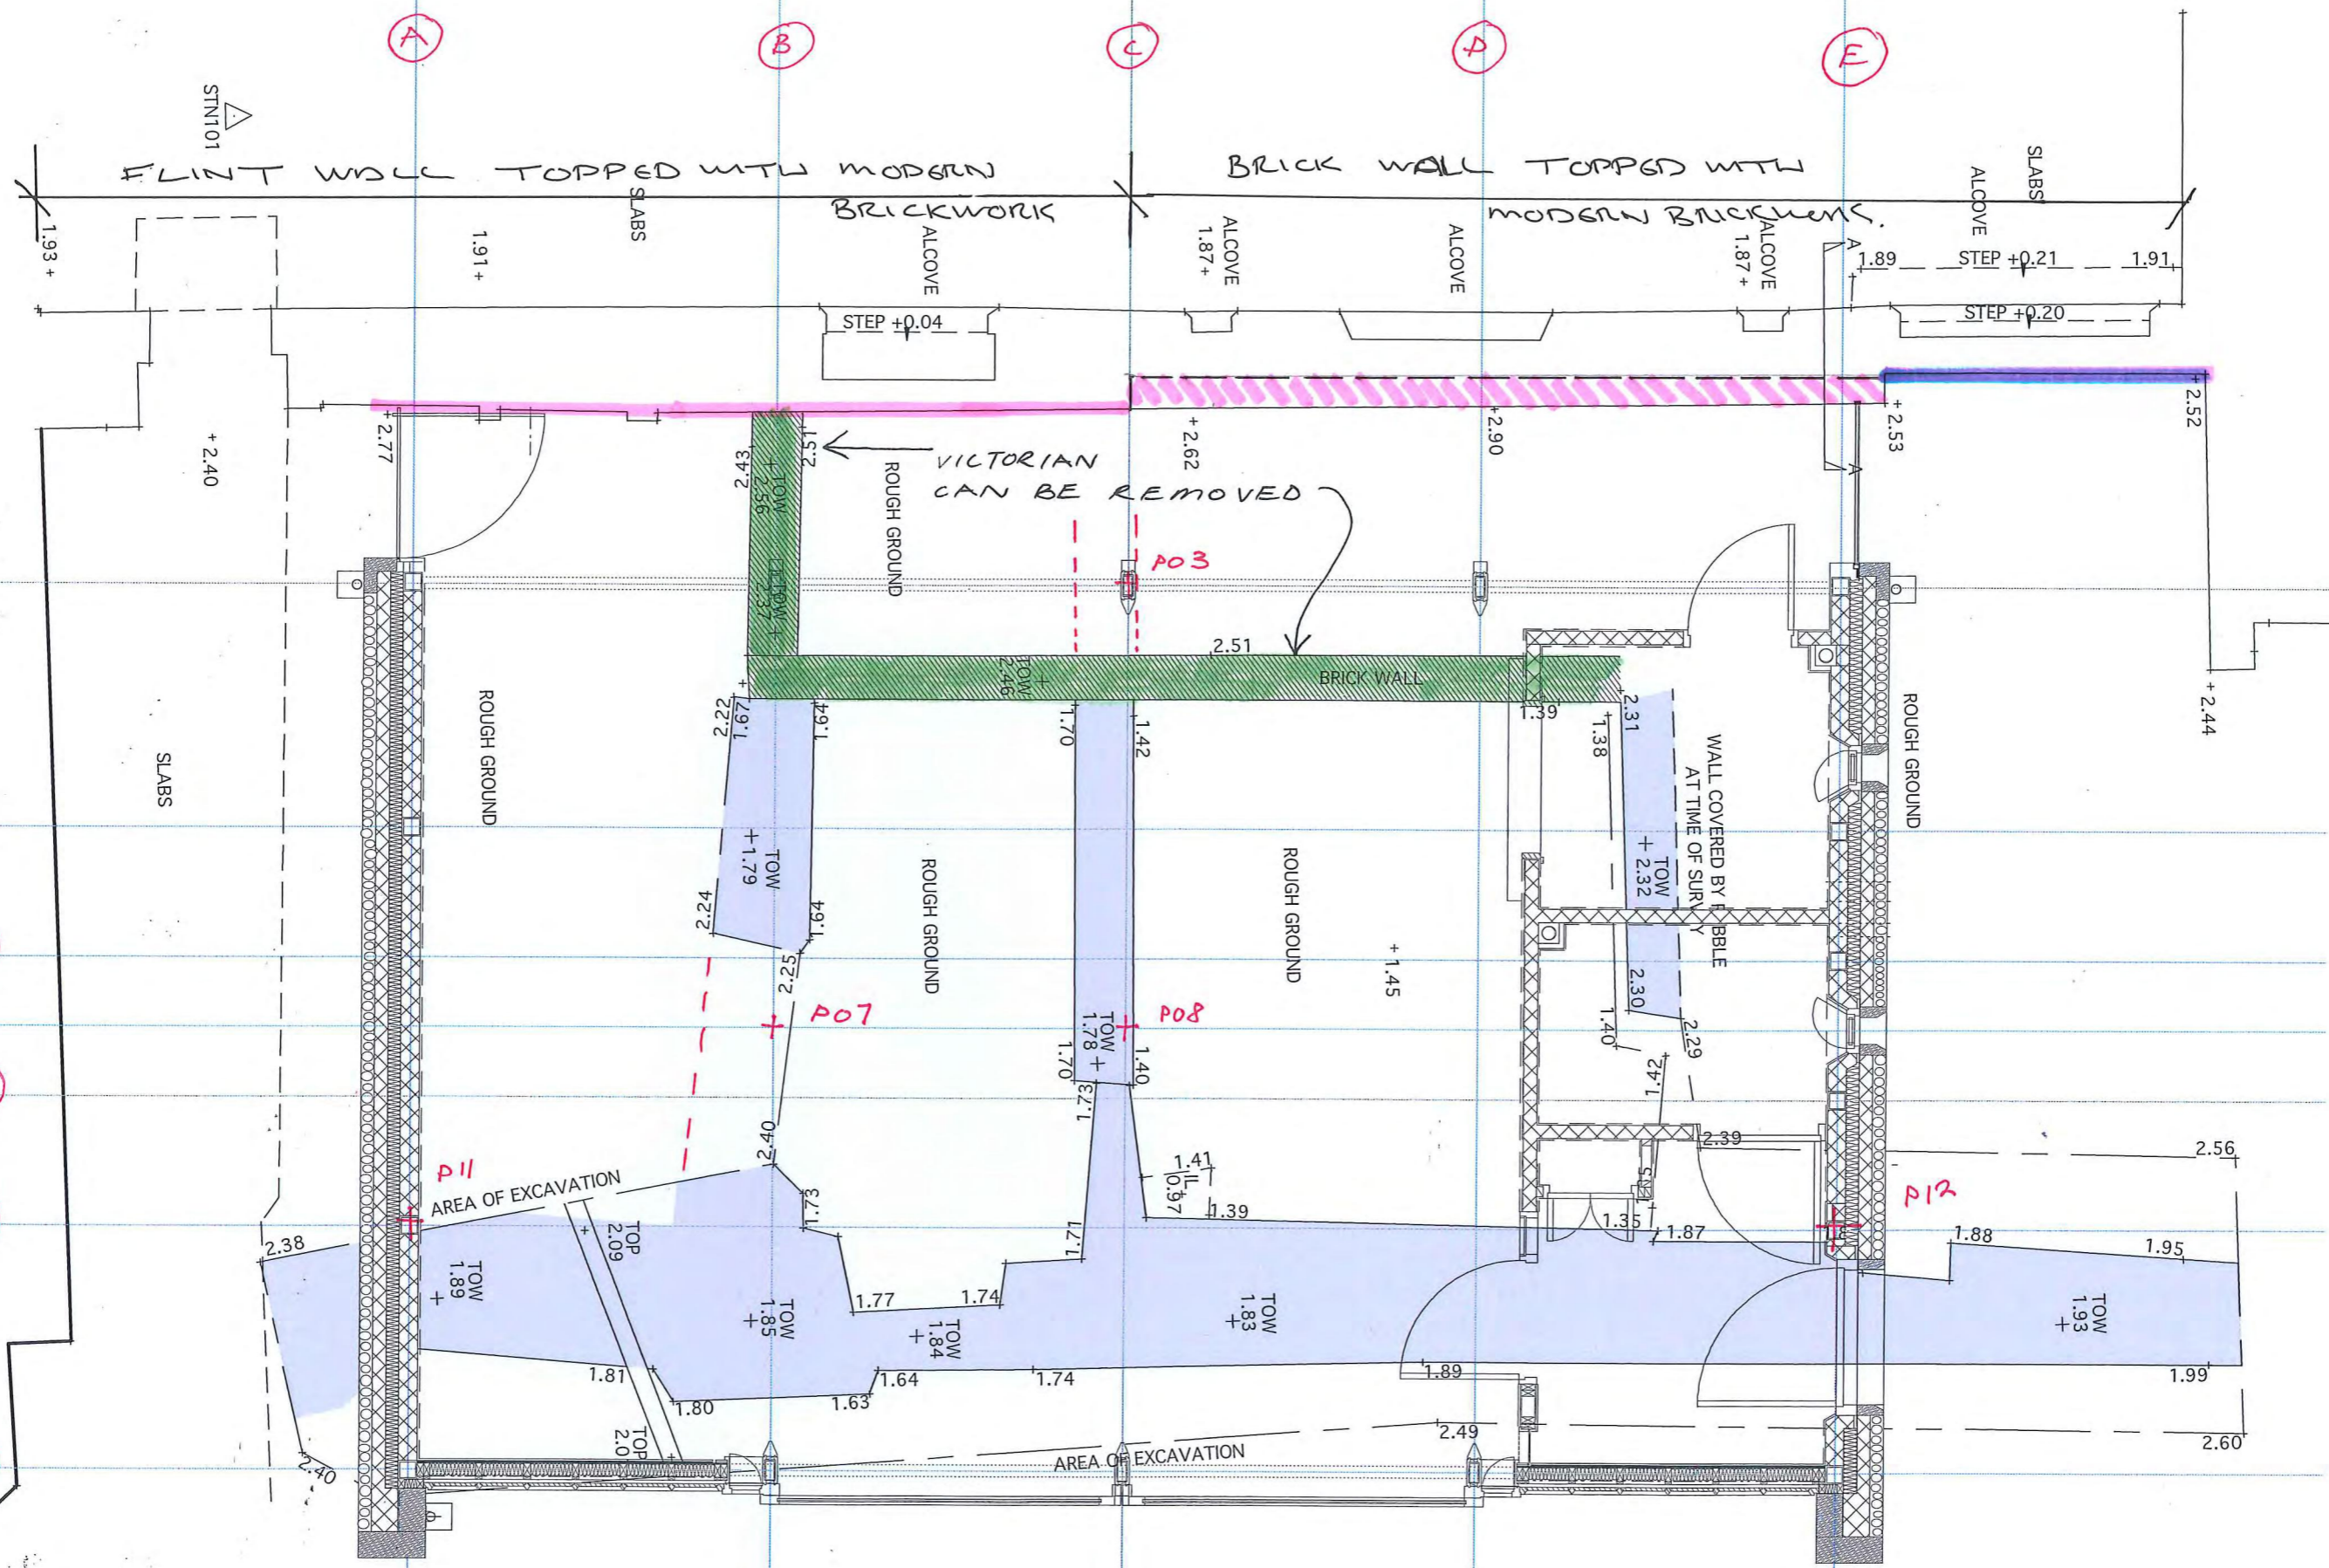 A
B
C
D
E
STN101
FLINT WALL TOPPED WITH MODERN
BRICKWORK
BRICK WALL TOPPED WITH
MODERN BRICKWORK.
SLABS
SLABS
ALCOVE
1.93 +
1.91+
SLABS
ALCOVE
ALCOVE
1.87+
ALCOVE
ALCOVE
1.87 +
A
1.89
STEP +0.21
1.91
STEP +0.04
STEP +0.20
+2.40
+2.77
2.43
TOW
+2.56
2.51
VICTORIAN
CAN BE REMOVED
ROUGH GROUND
+2.62
+2.90
A
+2.53
2.52
TOW
2.37
P03
2.51
TOW
2.46
BRICK WALL
+2.44
ROUGH GROUND
2.22
1.97
1.64
1.70
1.42
1.39
1.38
2.31
WALL COVERED BY
AT TIME OF
SLABS
ROUGH GROUND
TOW
+1.79
TOW
+2.32
ROUGH GROUND
ROUGH GROUND
2.24
1.64
2.25
+1.45
2.30
1.40
2.29
P07
TOW
1.78 +
P08
1.70
1.40
1.73
1.42
2.40
2.39
2.56
P11
AREA OF EXCAVATION
1.73
1.41
IL
0.97
1.39
1.35
1.87
P12
2.38
TOP
2.09
1.71
1.88
1.95
TOW
1.89
TOW
1.85
1.77
1.74
TOW
1.84
TOW
1.83
TOW
1.93
1.81
1.80
1.63
1.64
1.74
1.89
1.99
TOP
2.40
AREA OF EXCAVATION
2.49
2.60